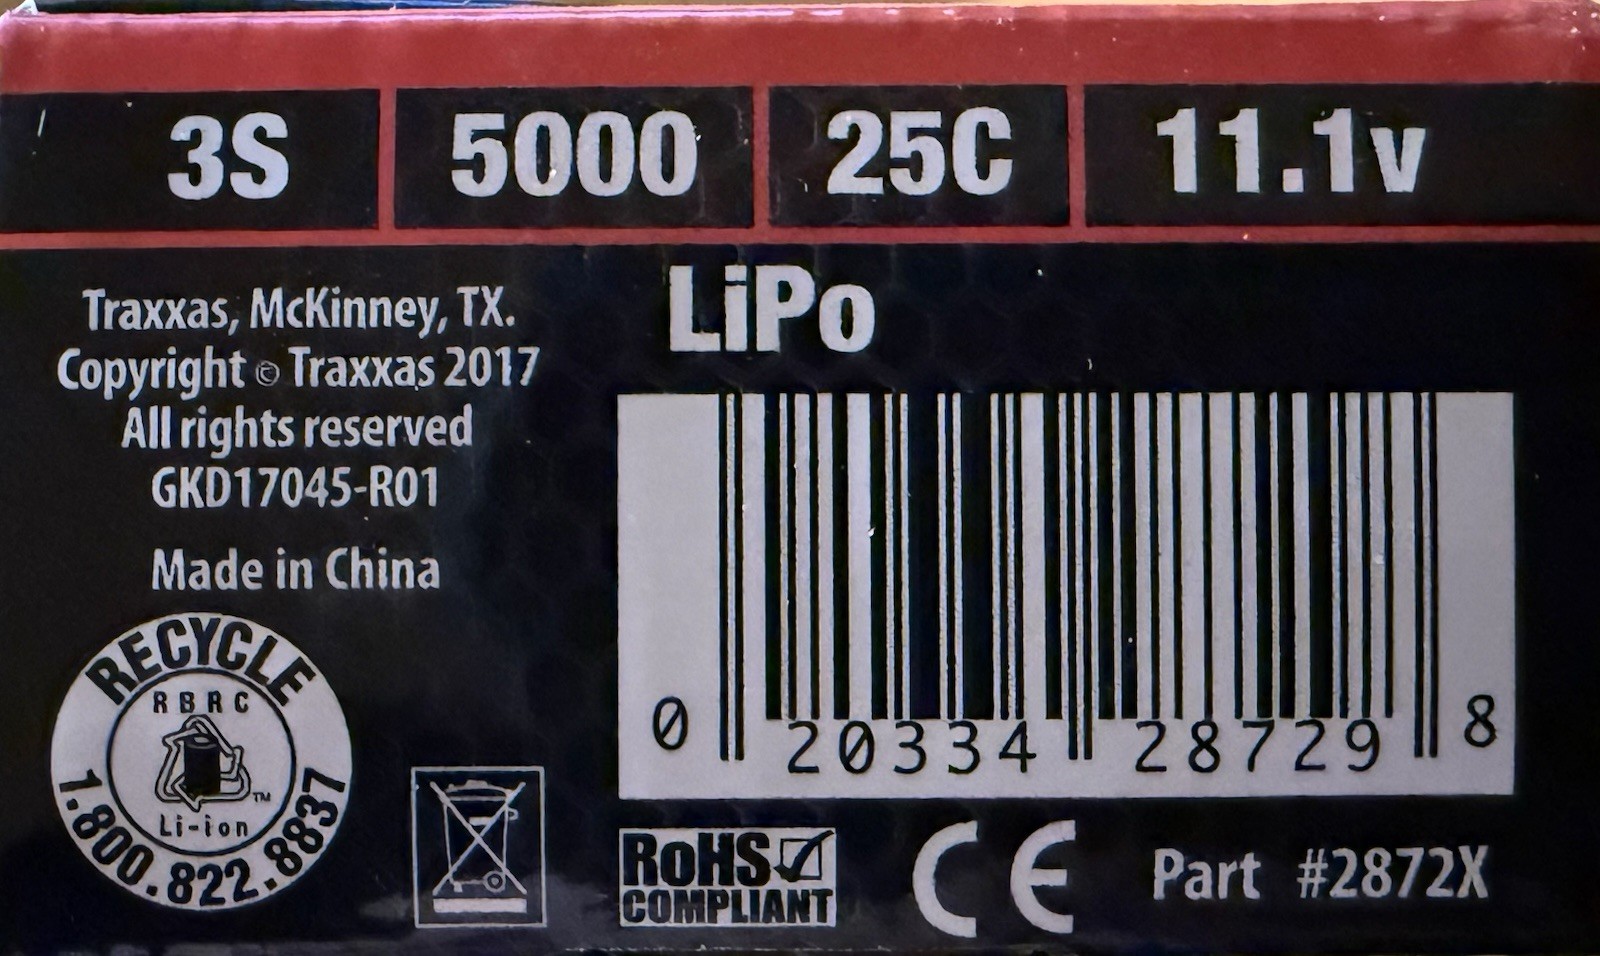 3S 5000 25C 11.1v
LiPo
Traxxas, McKinney, TX.
Copyright © Traxxas 2017
All rights reserved
GKD17045-R01
Made in China
RECYCLE
RBRC
Li-ion
TM
1.800.822.8837
0 20334 28729 8
RoHS
COMPLIANT
CE
Part #2872X